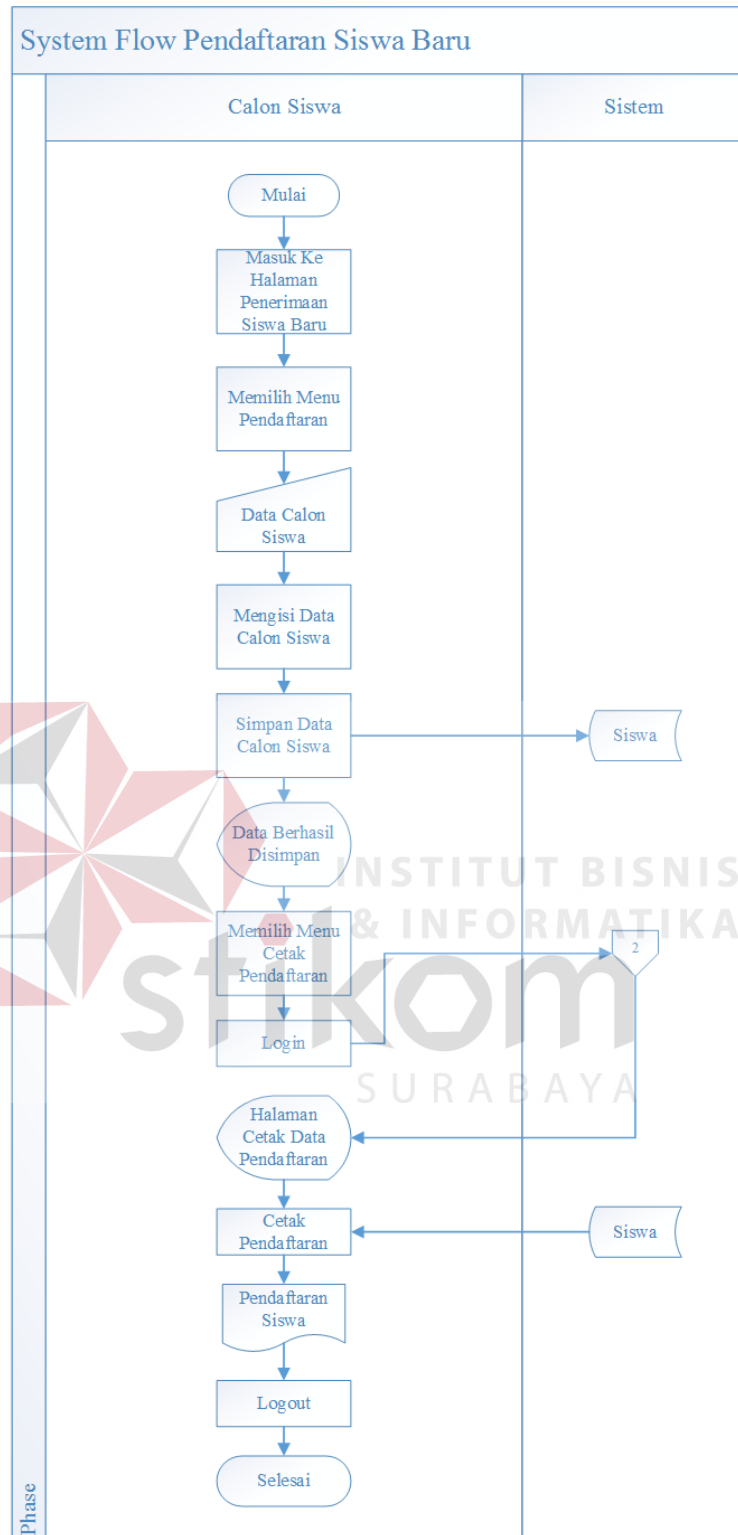 System Flow Pendaftaran Siswa Baru
Calon Siswa
Sistem
Mulai
Masuk Ke
Halaman
Penerimaan
Siswa Baru
Memilih Menu
Pendaftaran
Data Calon
Siswa
Mengisi Data
Calon Siswa
Simpan Data
Calon Siswa
Siswa
Data Berhasil
Disimpan
INSTITUT BISNIS
& INFORMATIKA
stikom
SURABAYA
Memilih Menu
Cetak
Pendaftaran
2
Login
Halaman
Cetak Data
Pendaftaran
Cetak
Pendaftaran
Siswa
Pendaftaran
Siswa
Logout
Selesai
Phase